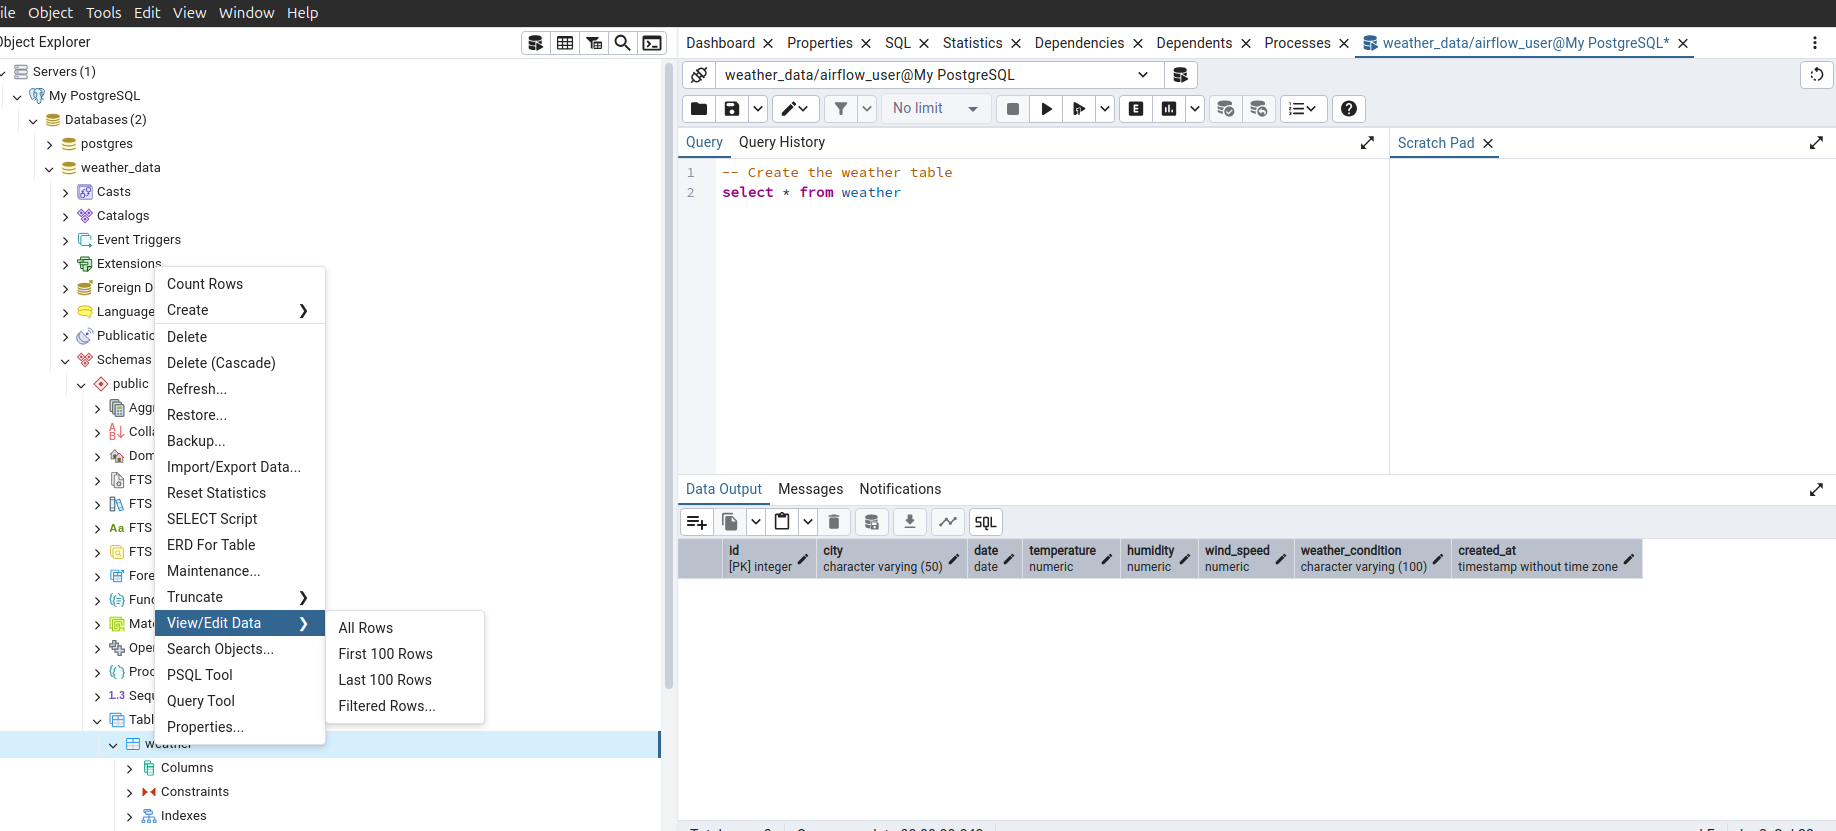 ile Object Tools Edit View Window Help
Object Explorer
Servers (1)
My PostgreSQL
Databases (2)
postgres
weather_data
Casts
Catalogs
Event Triggers
Extensions
Foreign D
Language
Publicatio
Schemas
public
Aggr
Colla
Dom
FTS
FTS
Aa FTS
FTS
Fore
Func
Mate
Oper
Proc
1.3 Sequ
Tabl
weather
Columns
Constraints
Indexes
Count Rows
Create
Delete
Delete (Cascade)
Refresh...
Restore...
Backup...
Import/Export Data...
Reset Statistics
SELECT Script
ERD For Table
Maintenance...
Truncate
View/Edit Data
Search Objects...
PSQL Tool
Query Tool
Properties...
All Rows
First 100 Rows
Last 100 Rows
Filtered Rows...
Dashboard Properties SQL Statistics Dependencies Dependents Processes weather_data/airflow_user@My PostgreSQL*
weather_data/airflow_user@My PostgreSQL
No limit E
Query Query History Scratch Pad
1 -- Create the weather table
2 select * from weather
Data Output Messages Notifications
SQL
id city date temperature humidity wind_speed weather_condition created_at
[PK] integer character varying (50) date numeric numeric numeric character varying (100) timestamp without time zone